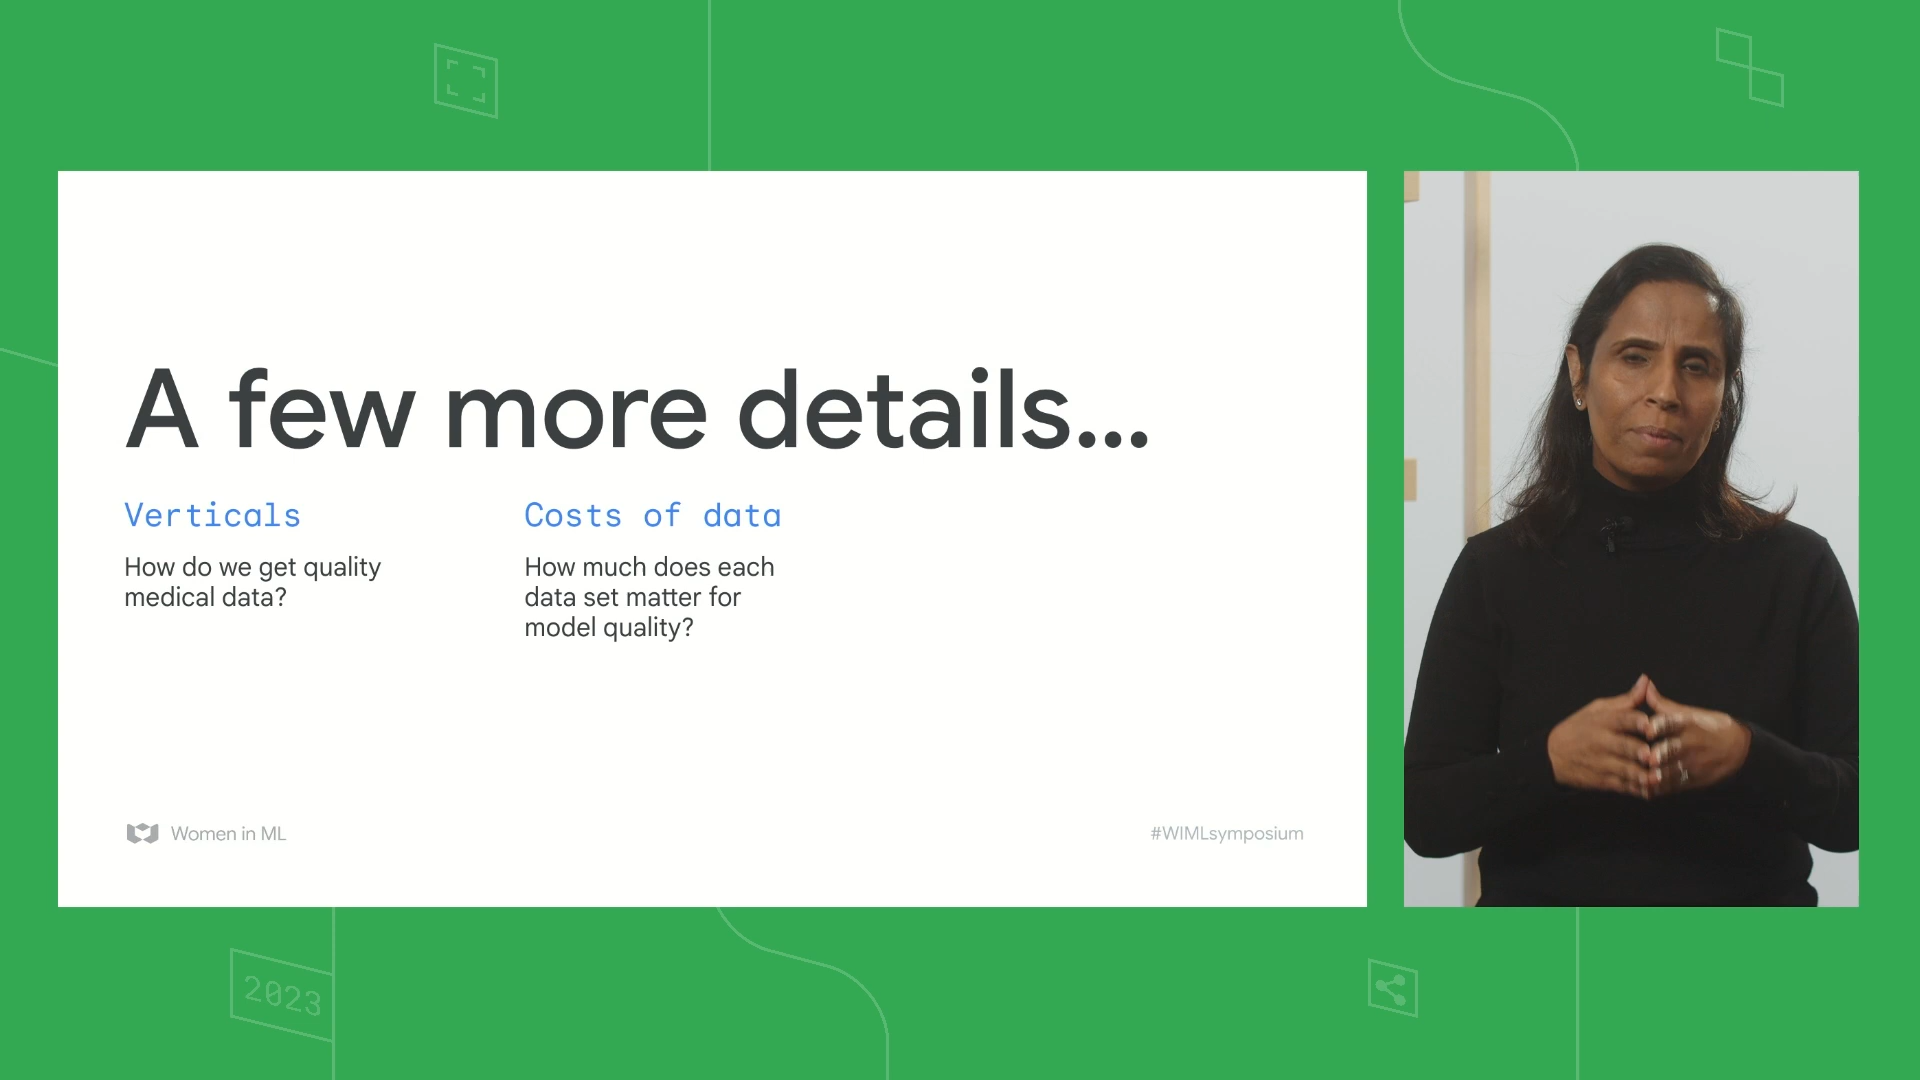 A few more details...
Verticals
How do we get quality
medical data?
Costs of data
How much does each
data set matter for
model quality?
Women in ML
#WIMLsymposium
2023